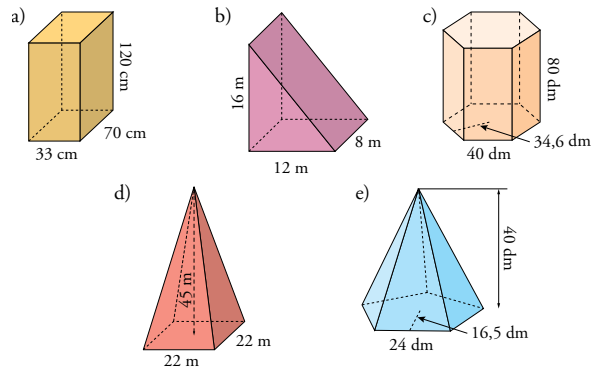 a)
120 cm
70 cm
33 cm
b)
16 m
8 m
12 m
c)
80 dm
34,6 dm
40 dm
d)
45 m
22 m
22 m
e)
40 dm
16,5 dm
24 dm